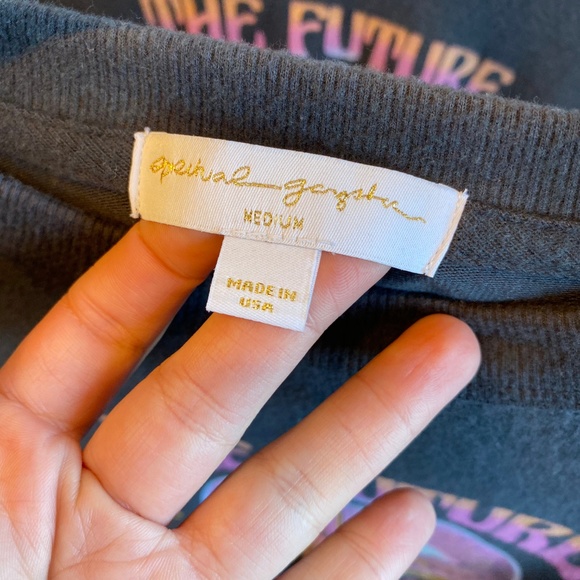 THE FUTURE
spiritual gangster
MEDIUM
MADE IN
USA
FUTURE